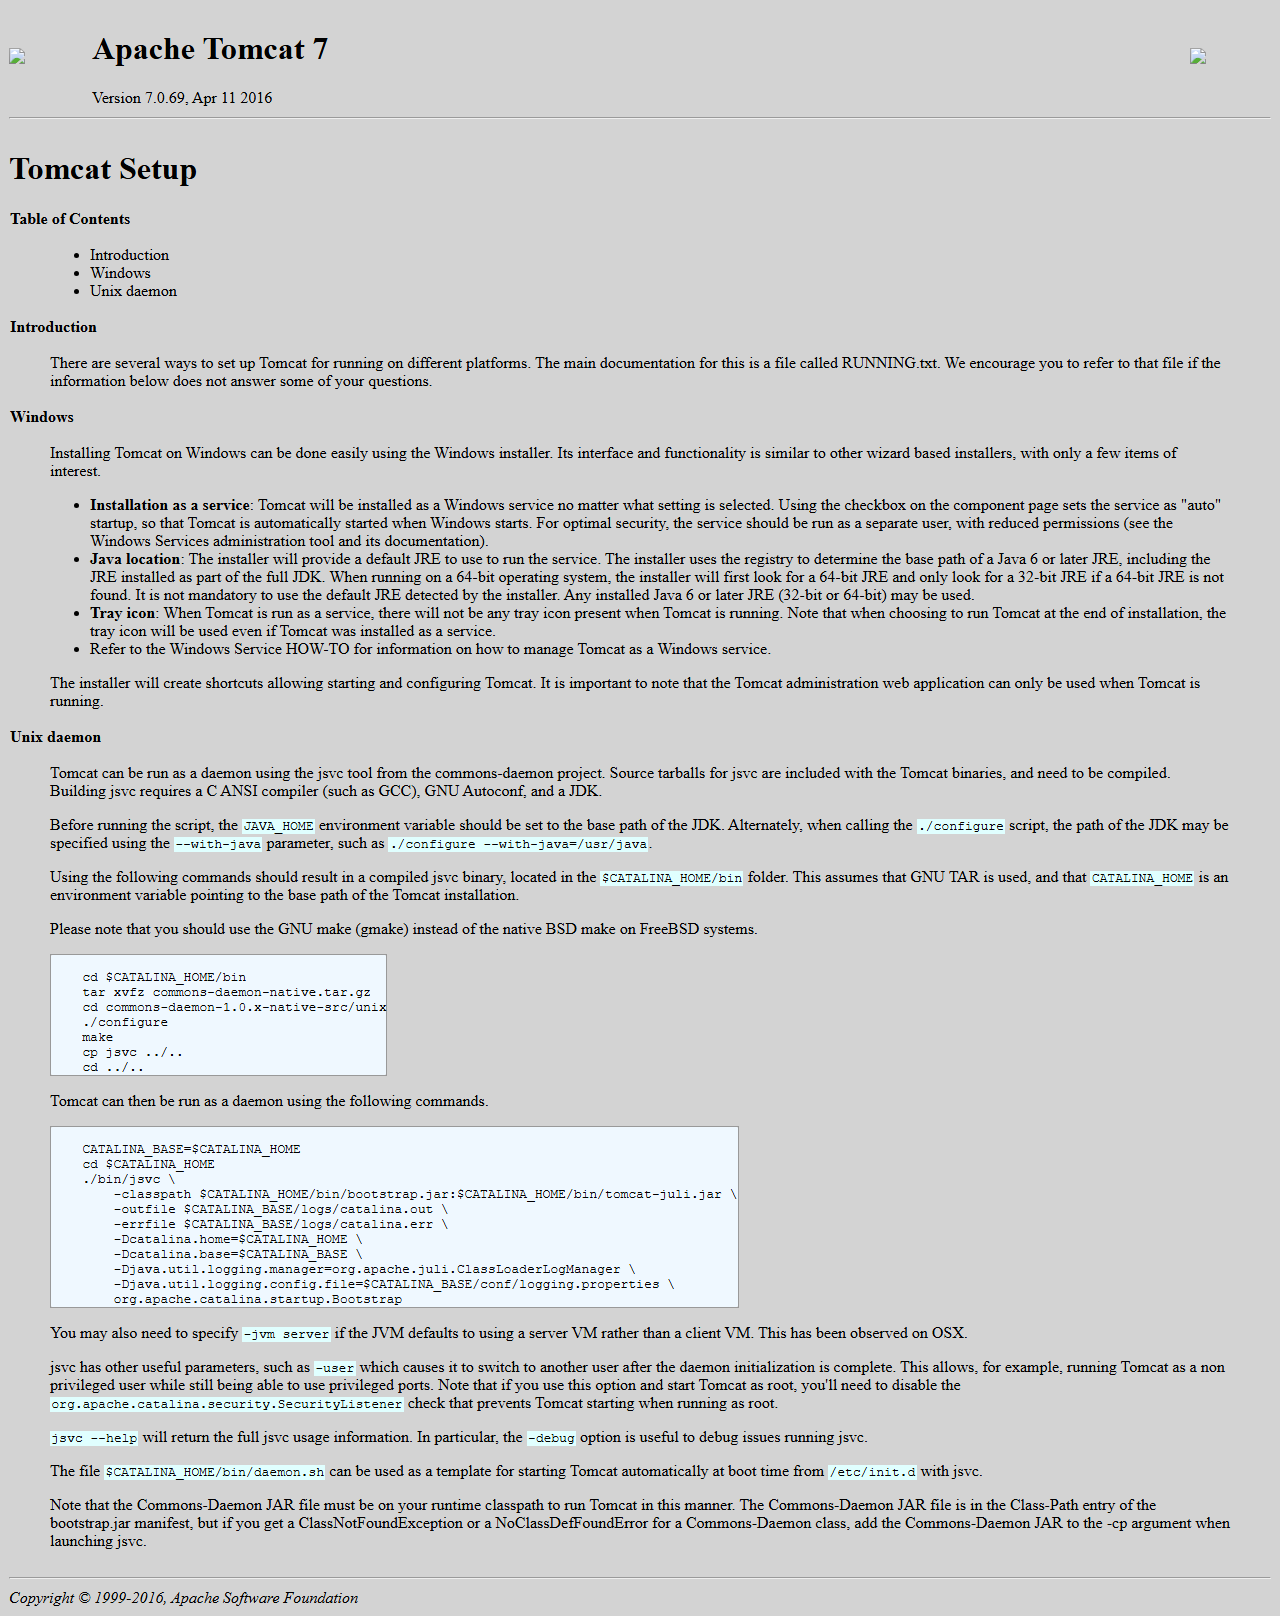 Apache Tomcat 7
Version 7.0.69, Apr 11 2016
Tomcat Setup
Table of Contents
Introduction
Windows
Unix daemon
Introduction
There are several ways to set up Tomcat for running on different platforms. The main documentation for this is a file called RUNNING.txt. We encourage you to refer to that file if the
information below does not answer some of your questions.
Windows
Installing Tomcat on Windows can be done easily using the Windows installer. Its interface and functionality is similar to other wizard based installers, with only a few items of
interest.
Installation as a service: Tomcat will be installed as a Windows service no matter what setting is selected. Using the checkbox on the component page sets the service as "auto"
startup, so that Tomcat is automatically started when Windows starts. For optimal security, the service should be run as a separate user, with reduced permissions (see the
Windows Services administration tool and its documentation).
Java location: The installer will provide a default JRE to use to run the service. The installer uses the registry to determine the base path of a Java 6 or later JRE, including the
JRE installed as part of the full JDK. When running on a 64-bit operating system, the installer will first look for a 64-bit JRE and only look for a 32-bit JRE if a 64-bit JRE is not
found. It is not mandatory to use the default JRE detected by the installer. Any installed Java 6 or later JRE (32-bit or 64-bit) may be used.
Tray icon: When Tomcat is run as a service, there will not be any tray icon present when Tomcat is running. Note that when choosing to run Tomcat at the end of installation, the
tray icon will be used even if Tomcat was installed as a service.
Refer to the Windows Service HOW-TO for information on how to manage Tomcat as a Windows service.
The installer will create shortcuts allowing starting and configuring Tomcat. It is important to note that the Tomcat administration web application can only be used when Tomcat is
running.
Unix daemon
Tomcat can be run as a daemon using the jsvc tool from the commons-daemon project. Source tarballs for jsvc are included with the Tomcat binaries, and need to be compiled.
Building jsvc requires a C ANSI compiler (such as GCC), GNU Autoconf, and a JDK.
Before running the script, the JAVA_HOME environment variable should be set to the base path of the JDK. Alternately, when calling the ./configure script, the path of the JDK may be
specified using the --with-java parameter, such as ./configure --with-java=/usr/java.
Using the following commands should result in a compiled jsvc binary, located in the $CATALINA_HOME/bin folder. This assumes that GNU TAR is used, and that CATALINA_HOME is an
environment variable pointing to the base path of the Tomcat installation.
Please note that you should use the GNU make (gmake) instead of the native BSD make on FreeBSD systems.
cd $CATALINA_HOME/bin
tar xvfz commons-daemon-native.tar.gz
cd commons-daemon-1.0.x-native-src/unix
./configure
make
cp jsvc ../..
cd ../..
Tomcat can then be run as a daemon using the following commands.
CATALINA_BASE=$CATALINA_HOME
cd $CATALINA_HOME
./bin/jsvc \
-classpath $CATALINA_HOME/bin/bootstrap.jar:$CATALINA_HOME/bin/tomcat-juli.jar \
-outfile $CATALINA_BASE/logs/catalina.out \
-errfile $CATALINA_BASE/logs/catalina.err \
-Dcatalina.home=$CATALINA_HOME \
-Dcatalina.base=$CATALINA_BASE \
-Djava.util.logging.manager=org.apache.juli.ClassLoaderLogManager \
-Djava.util.logging.config.file=$CATALINA_BASE/conf/logging.properties \
org.apache.catalina.startup.Bootstrap
You may also need to specify -jvm server if the JVM defaults to using a server VM rather than a client VM. This has been observed on OSX.
jsvc has other useful parameters, such as -user which causes it to switch to another user after the daemon initialization is complete. This allows, for example, running Tomcat as a non
privileged user while still being able to use privileged ports. Note that if you use this option and start Tomcat as root, you'll need to disable the
org.apache.catalina.security.SecurityListener check that prevents Tomcat starting when running as root.
jsvc --help will return the full jsvc usage information. In particular, the -debug option is useful to debug issues running jsvc.
The file $CATALINA_HOME/bin/daemon.sh can be used as a template for starting Tomcat automatically at boot time from /etc/init.d with jsvc.
Note that the Commons-Daemon JAR file must be on your runtime classpath to run Tomcat in this manner. The Commons-Daemon JAR file is in the Class-Path entry of the
bootstrap.jar manifest, but if you get a ClassNotFoundException or a NoClassDefFoundError for a Commons-Daemon class, add the Commons-Daemon JAR to the -cp argument when
launching jsvc.
Copyright © 1999-2016, Apache Software Foundation